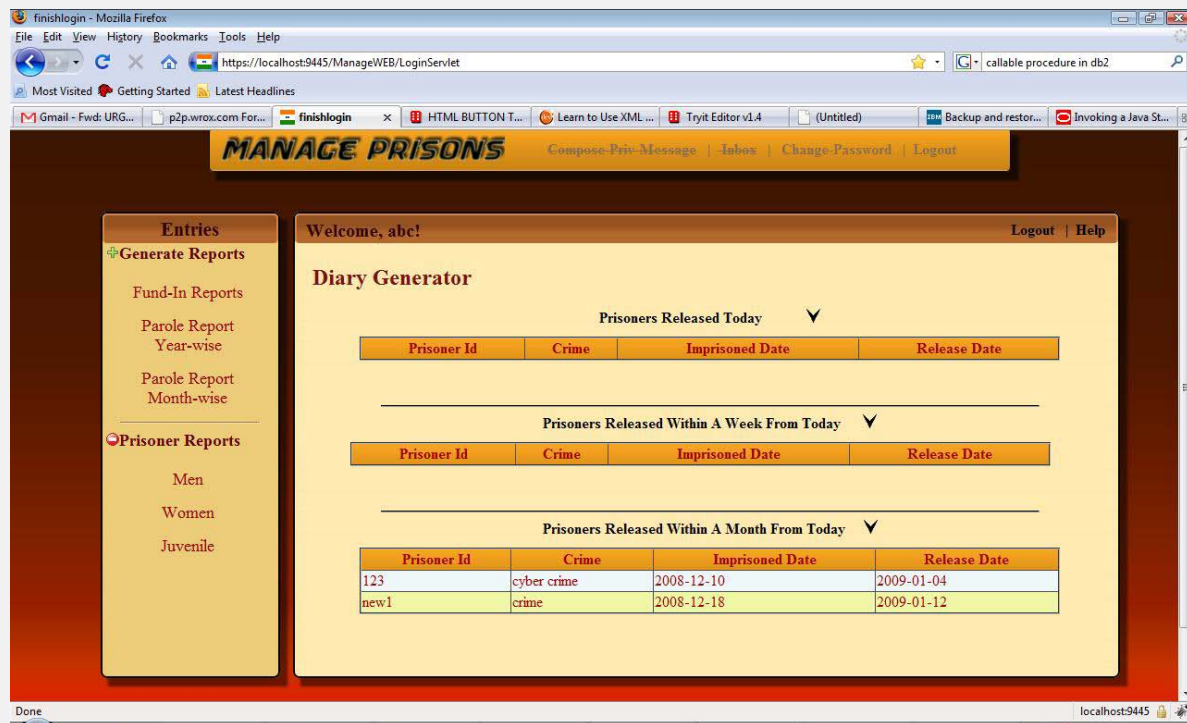 finishlogin - Mozilla Firefox
File Edit View History Bookmarks Tools Help
https://localhost:9445/ManageWEB/LoginServlet
callable procedure in db2
Most Visited Getting Started Latest Headlines
Gmail - Fwd: URG... p2p.wrox.com For... finishlogin HTML BUTTON T... Learn to Use XML ... Tryit Editor v1.4 (Untitled) Backup and restor... Invoking a Java St...
MANAGE PRISONS Compose Priv Message | Inbox | Change Password | Logout
Entries
Generate Reports
Fund-In Reports
Parole Report
Year-wise
Parole Report
Month-wise
Prisoner Reports
Men
Women
Juvenile
Welcome, abc! Logout | Help
Diary Generator
Prisoners Released Today
Prisoner Id Crime Imprisoned Date Release Date
Prisoners Released Within A Week From Today
Prisoner Id Crime Imprisoned Date Release Date
Prisoners Released Within A Month From Today
Prisoner Id Crime Imprisoned Date Release Date
123 cyber crime 2008-12-10 2009-01-04
new1 crime 2008-12-18 2009-01-12
Done localhost:9445